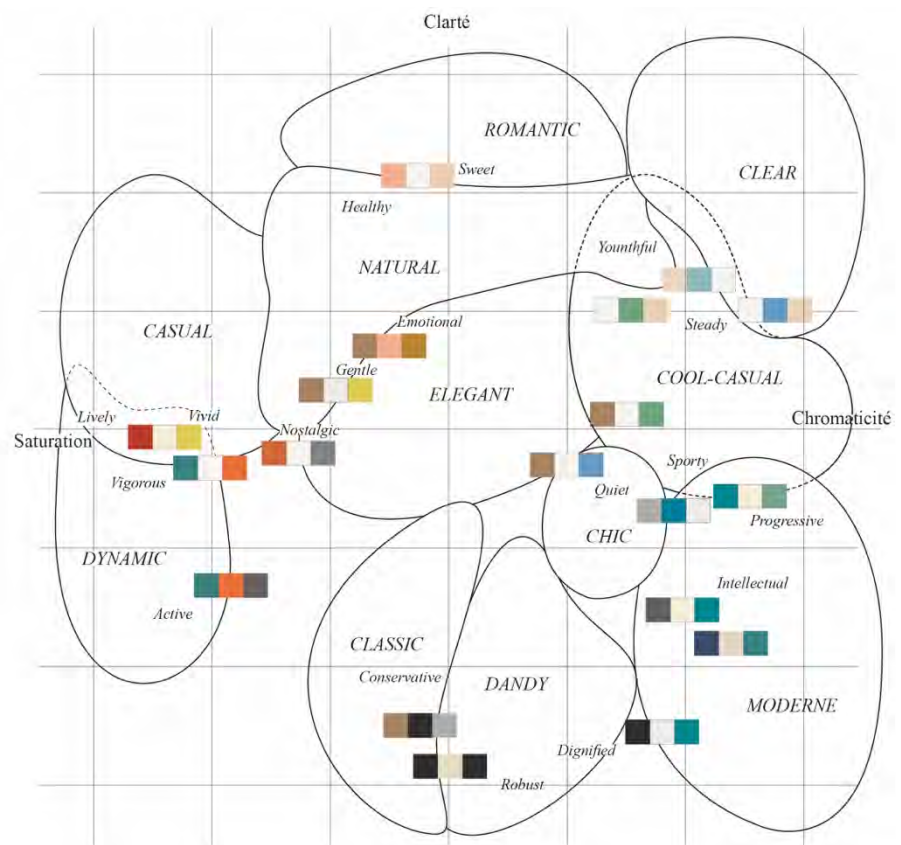 Clarté
ROMANTIC
Sweet
CLEAR
Healthy
Younthful
NATURAL
Emotional
Steady
CASUAL
Gentle
COOL-CASUAL
ELEGANT
Lively
Vivid
Chromaticité
Nostalgic
Saturation
Sporty
Vigorous
Quiet
Progressive
CHIC
DYNAMIC
Intellectual
Active
CLASSIC
Conservative
DANDY
MODERNE
Dignified
Robust